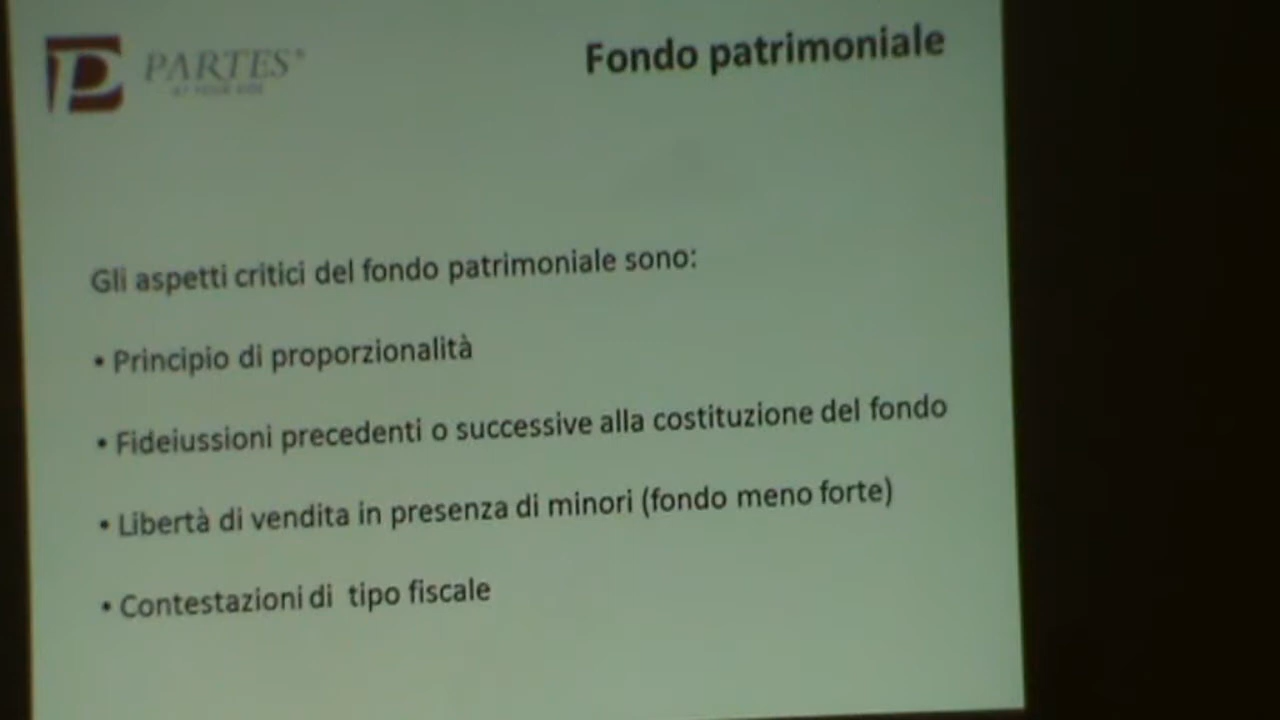 PARTES®
Fondo patrimoniale
Gli aspetti critici del fondo patrimoniale sono:
• Principio di proporzionalità
• Fideiussioni precedenti o successive alla costituzione del fondo
• Libertà di vendita in presenza di minori (fondo meno forte)
• Contestazioni di tipo fiscale